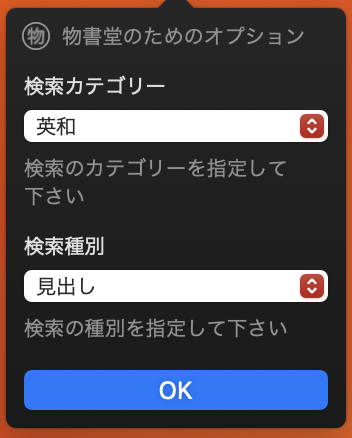 物 物書堂のためのオプション
検索カテゴリー
英和
検索のカテゴリーを指定して
下さい
検索種別
見出し
検索の種別を指定して下さい
OK